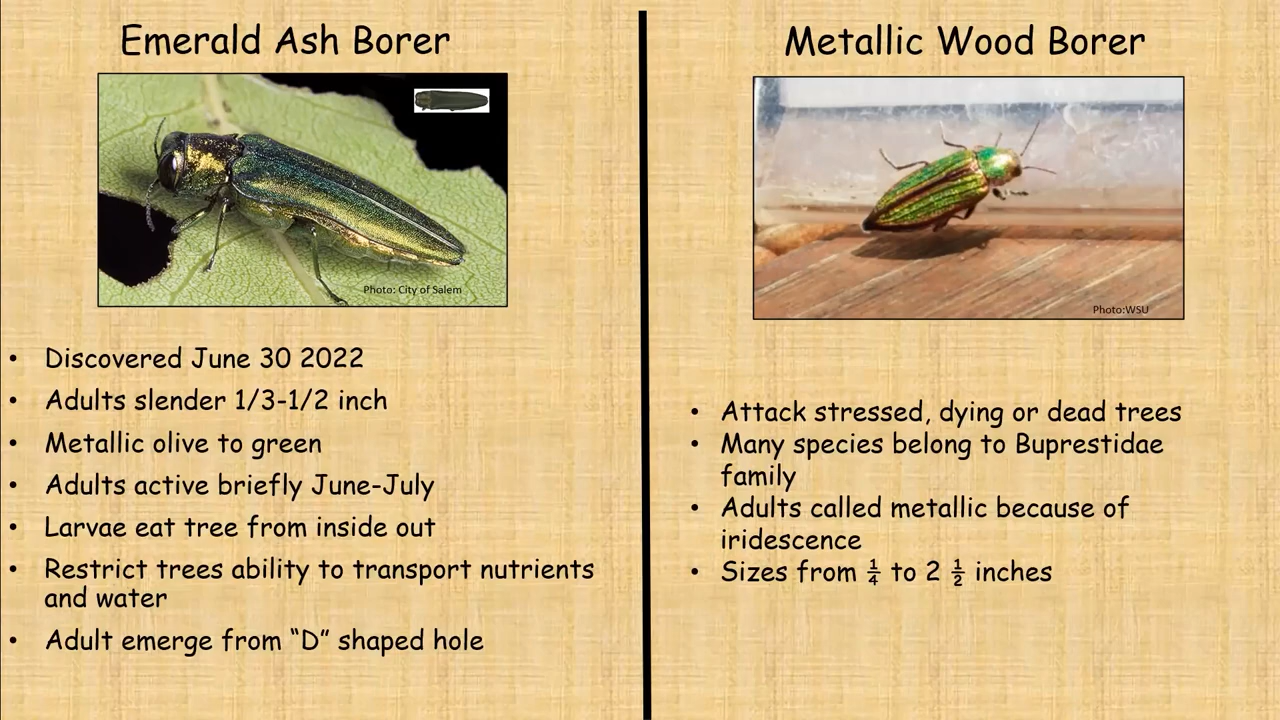 Emerald Ash Borer
Photo: City of Salem
• Discovered June 30 2022
• Adults slender 1/3-1/2 inch
• Metallic olive to green
• Adults active briefly June-July
• Larvae eat tree from inside out
• Restrict trees ability to transport nutrients
and water
• Adult emerge from “D” shaped hole
Metallic Wood Borer
Photo:WSU
• Attack stressed, dying or dead trees
• Many species belong to Buprestidae
family
• Adults called metallic because of
iridescence
• Sizes from ¼ to 2 ½ inches